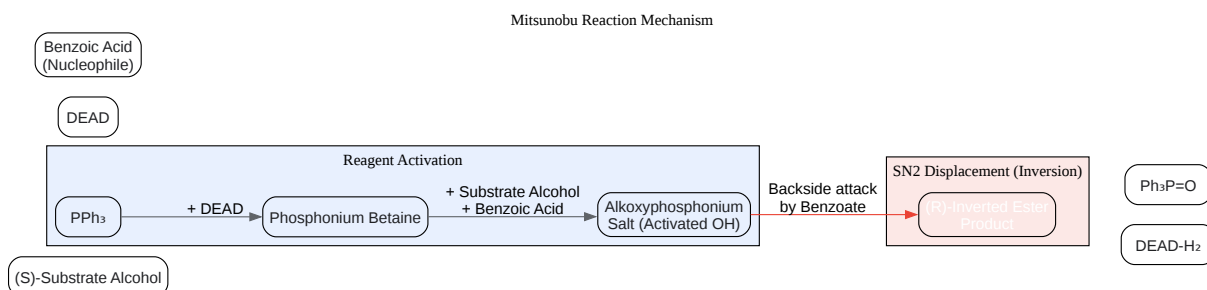 Mitsunobu Reaction Mechanism
Benzoic Acid
(Nucleophile)
DEAD
Reagent Activation
PPh₃
+ DEAD
Phosphonium Betaine
+ Substrate Alcohol
+ Benzoic Acid
Alkoxyphosphonium
Salt (Activated OH)
Backside attack
by Benzoate
SN2 Displacement (Inversion)
(R)-Inverted Ester
Product
Ph₃P=O
DEAD-H₂
(S)-Substrate Alcohol